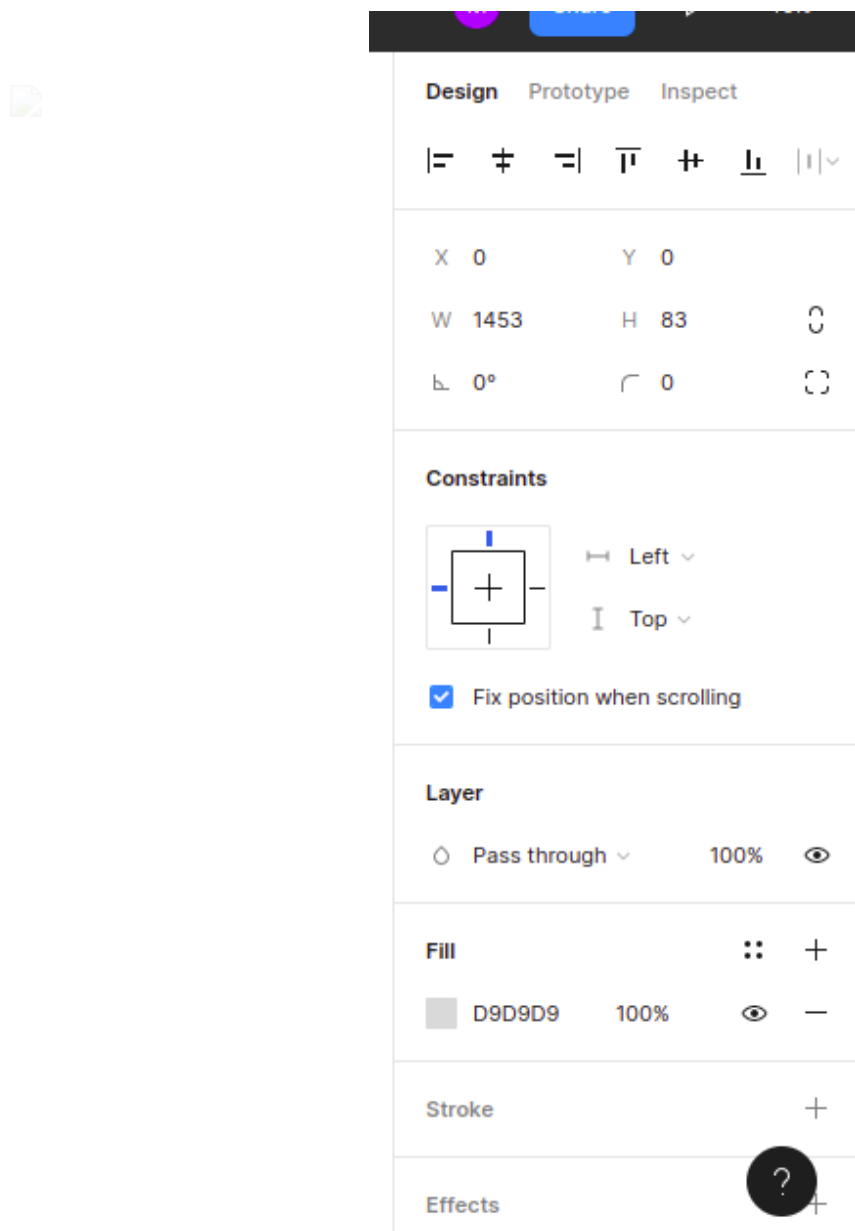 Design Prototype Inspect
X 0 Y 0
W 1453 H 83
0° 0
Constraints
Left
Top
Fix position when scrolling
Layer
Pass through 100%
Fill
D9D9D9 100%
Stroke
Effects
?